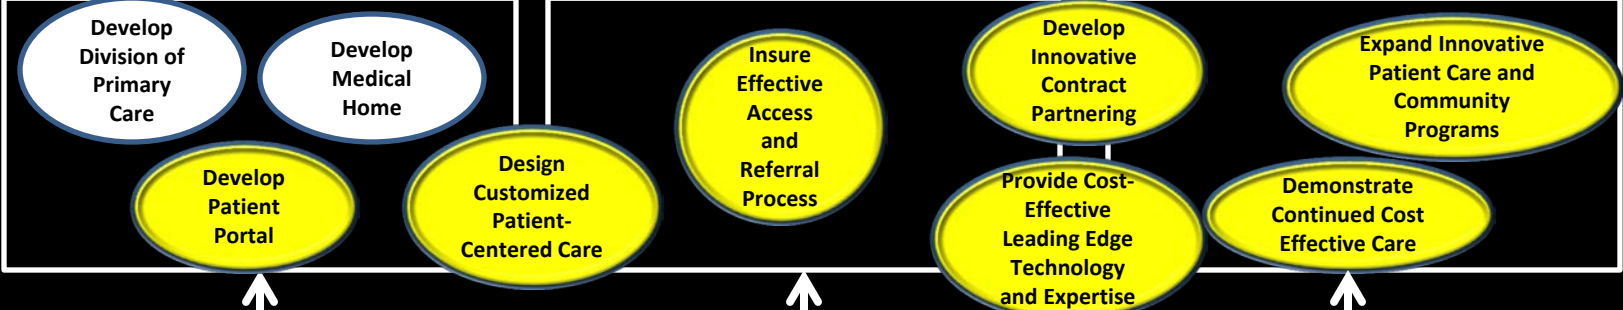 Develop
Division of
Primary
Care
Develop
Medical
Home
Develop
Patient
Portal
Design
Customized
Patient-
Centered Care
Insure
Effective
Access
and
Referral
Process
Develop
Innovative
Contract
Partnering
Provide Cost-
Effective
Leading Edge
Technology
and Expertise
Expand Innovative
Patient Care and
Community
Programs
Demonstrate
Continued Cost
Effective Care